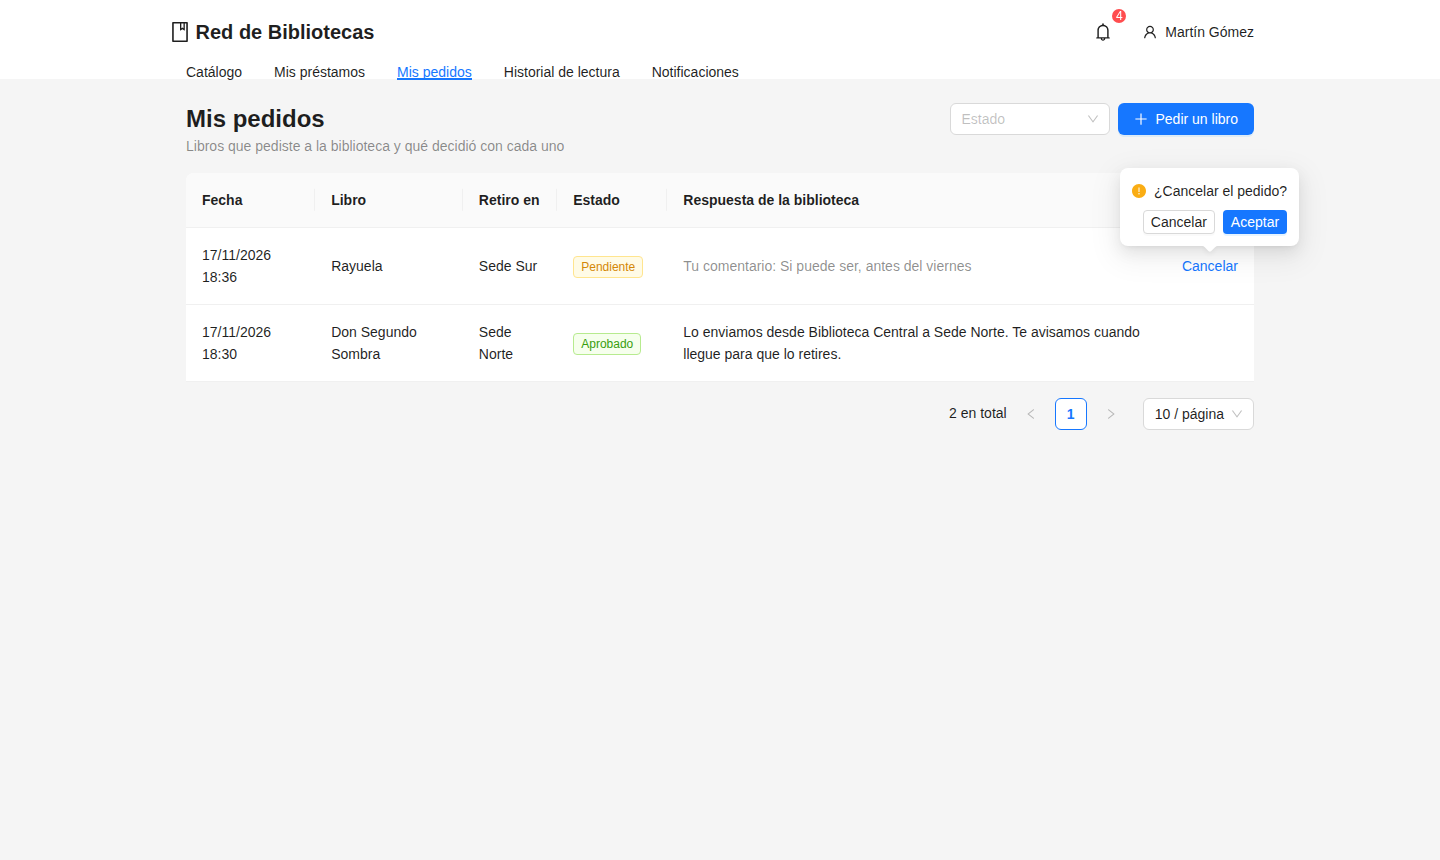 Red de Bibliotecas
4
Martín Gómez
Catálogo Mis préstamos Mis pedidos Historial de lectura Notificaciones
Mis pedidos
Estado
Pedir un libro
Libros que pediste a la biblioteca y qué decidió con cada uno
¿Cancelar el pedido?
Cancelar Aceptar
Fecha Libro Retiro en Estado Respuesta de la biblioteca
17/11/2026
18:36
Rayuela
Sede Sur
Pendiente
Tu comentario: Si puede ser, antes del viernes
Cancelar
17/11/2026
18:30
Don Segundo
Sombra
Sede
Norte
Aprobado
Lo enviamos desde Biblioteca Central a Sede Norte. Te avisamos cuando
llegue para que lo retires.
2 en total
1
10 / página